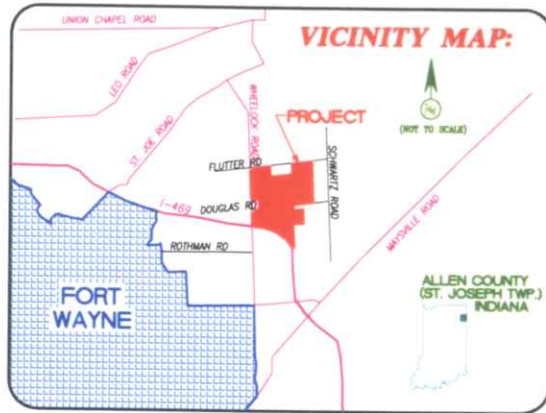 UNION CHAPEL ROAD
VICINITY MAP:
LEO ROAD
ST. JOE ROAD
WHEELOCK ROAD
PROJECT
(NOT TO SCALE)
FLUTTER RD
SCHWARTZ ROAD
I-469
DOUGLAS RD
MAYSVILLE ROAD
ROTHMAN RD
FORT
WAYNE
ALLEN COUNTY
(ST. JOSEPH TWP.)
INDIANA